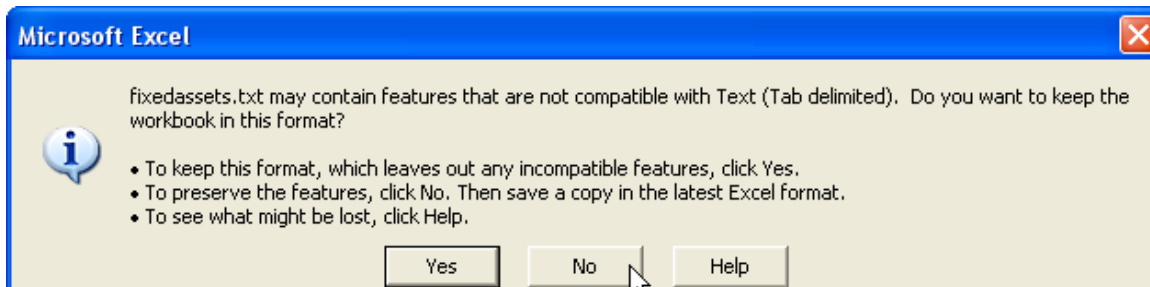 Microsoft Excel
fixedassets.txt may contain features that are not compatible with Text (Tab delimited).  Do you want to keep the
workbook in this format?
• To keep this format, which leaves out any incompatible features, click Yes.
• To preserve the features, click No. Then save a copy in the latest Excel format.
• To see what might be lost, click Help.
Yes No Help